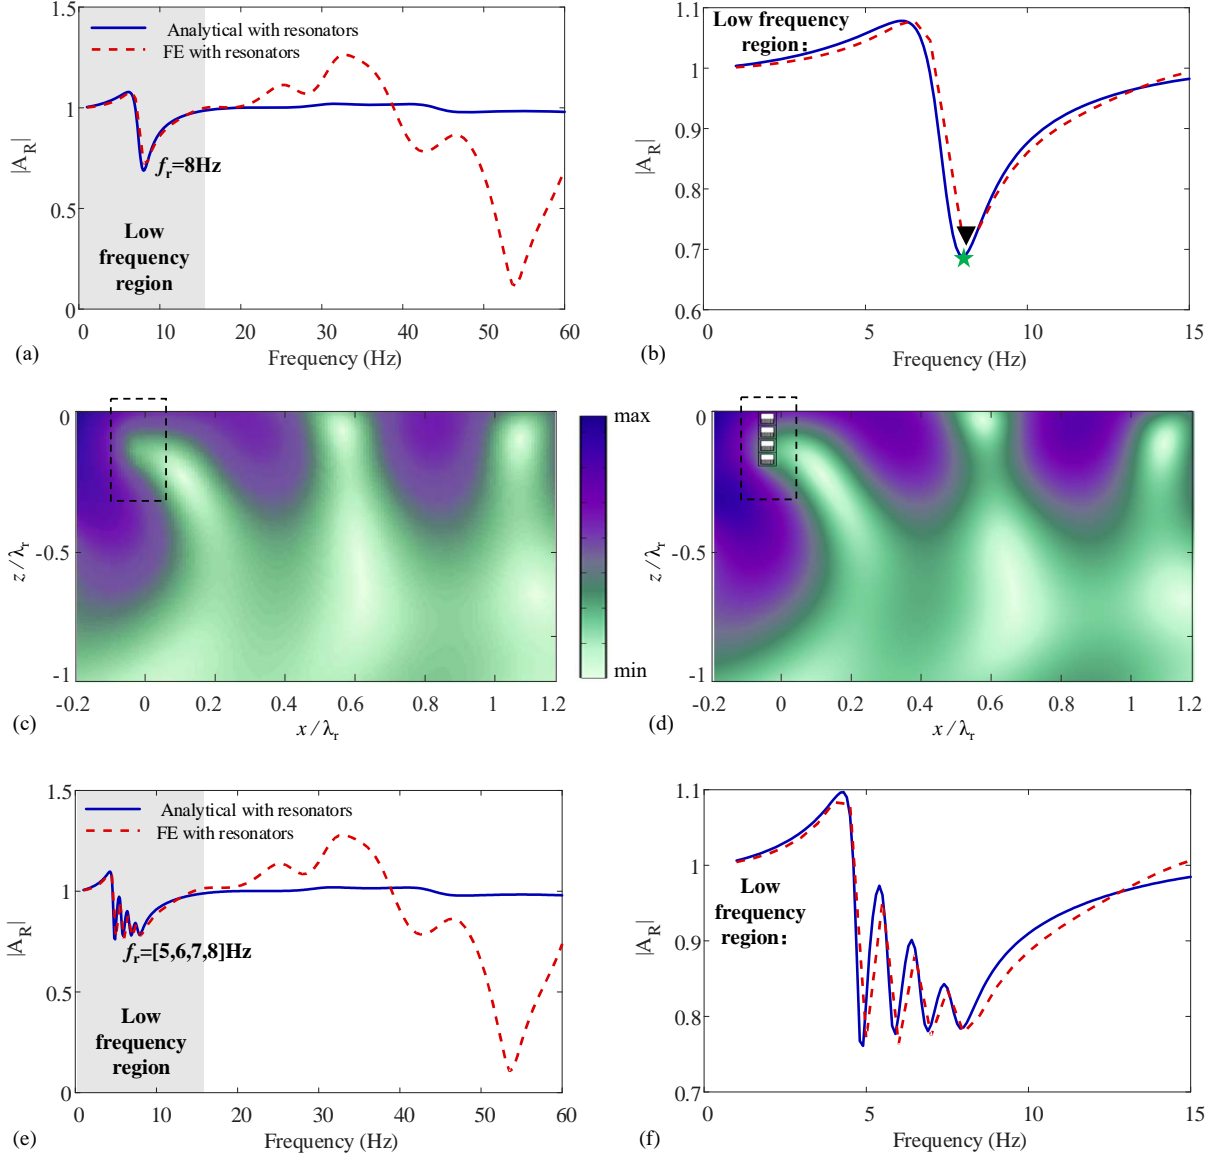 1.5
Analytical with resonators
FE with resonators
1
|A_R|
f_r=8Hz
0.5
Low
frequency
region
0
0 10 20 30 40 50 60
(a)
Frequency (Hz)
1.1
Low frequency
region:
1
0.9
|A_R|
0.8
0.7
0.6
0 5 10 15
(b)
Frequency (Hz)
0
-0.5
z/λ_r
-1
-0.2 0 0.2 0.4 0.6 0.8 1 1.2
(c)
x/λ_r
max
min
0
-0.5
z/λ_r
-1
-0.2 0 0.2 0.4 0.6 0.8 1 1.2
(d)
x/λ_r
1.5
Analytical with resonators
FE with resonators
1
|A_R|
f_r=[5,6,7,8]Hz
0.5
Low
frequency
region
0
0 10 20 30 40 50 60
(e)
Frequency (Hz)
1.1
1
Low
frequency
region:
0.9
|A_R|
0.8
0.7
0 5 10 15
(f)
Frequency (Hz)